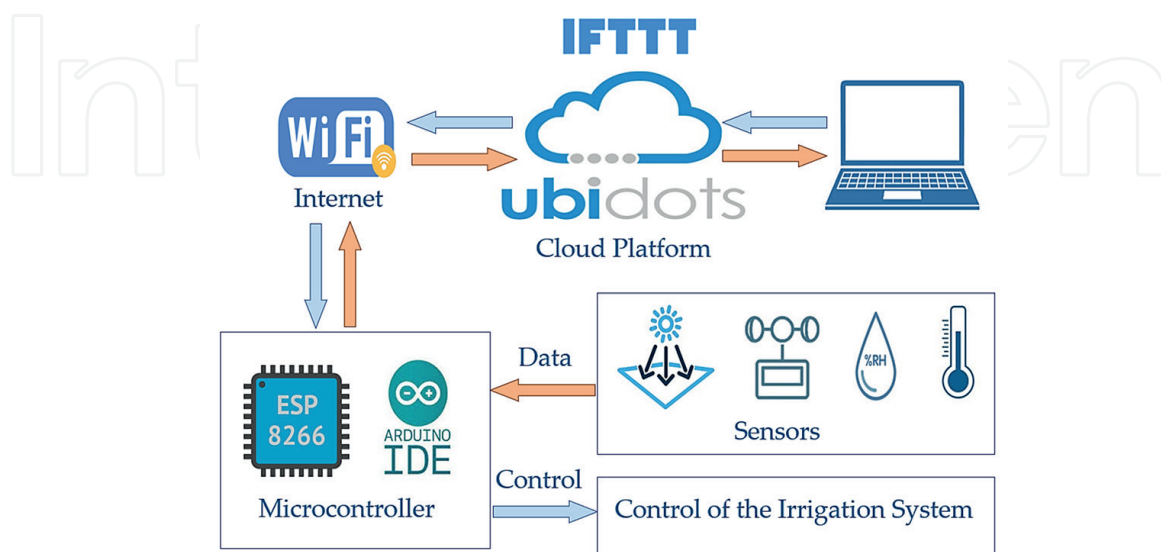 IFTTT
WiFi
Internet
ubidots
Cloud Platform
Data
%RH
Sensors
ESP
8266
ARDUINO
IDE
Microcontroller
Control
Control of the Irrigation System